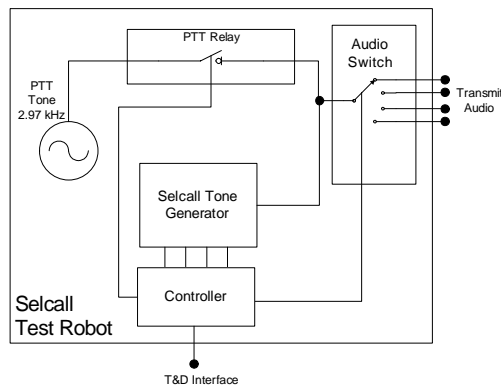 PTT Relay
Audio
Switch
PTT
Tone
2.97 kHz
Transmit
Audio
Selcall Tone
Generator
Controller
Selcall
Test Robot
T&D Interface